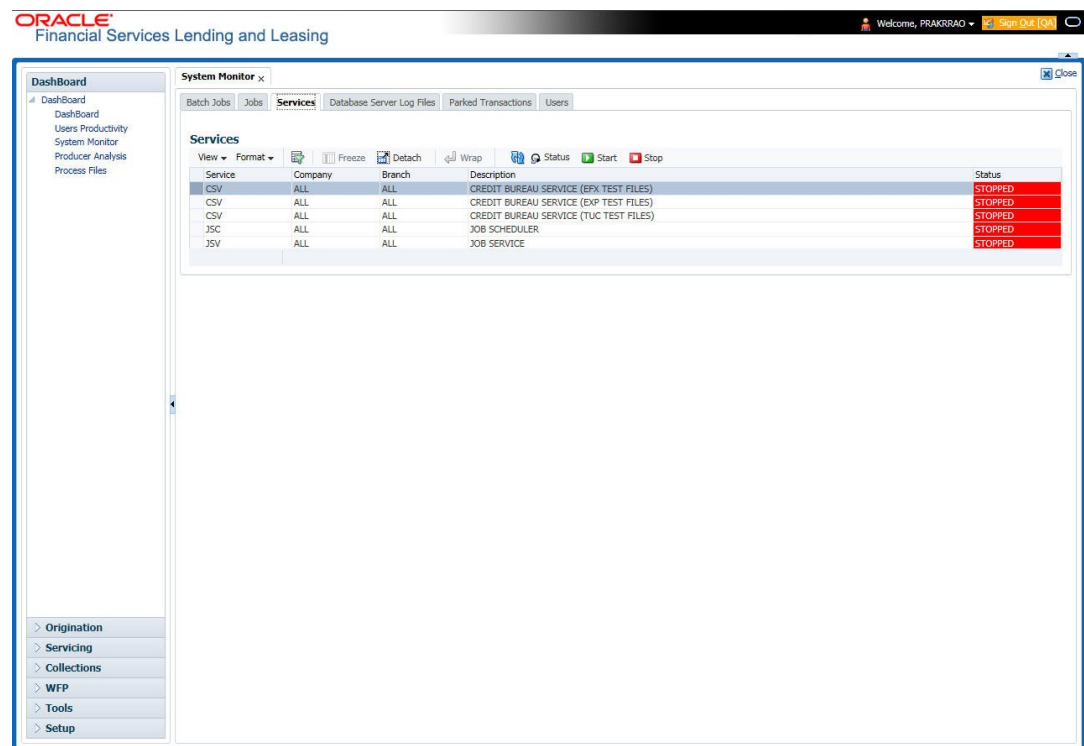 ORACLE
Financial Services Lending and Leasing
Welcome, PRAKRRAO
Sign Out [QA]
DashBoard
DashBoard
DashBoard
Users Productivity
System Monitor
Producer Analysis
Process Files
Origination
Servicing
Collections
WFP
Tools
Setup
System Monitor x
Close
Batch Jobs Jobs Services Database Server Log Files Parked Transactions Users
Services
View Format Freeze Detach Wrap Status Start Stop
Service Company Branch Description Status
CSV ALL ALL CREDIT BUREAU SERVICE (EFX TEST FILES) STOPPED
CSV ALL ALL CREDIT BUREAU SERVICE (EXP TEST FILES) STOPPED
CSV ALL ALL CREDIT BUREAU SERVICE (TUC TEST FILES) STOPPED
JSC ALL ALL JOB SCHEDULER STOPPED
JSV ALL ALL JOB SERVICE STOPPED